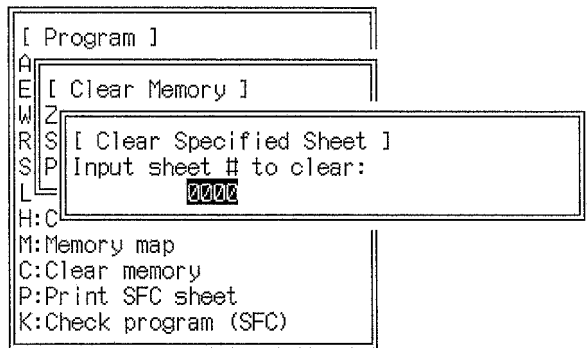 [ Program ]
A
E [ Clear Memory ]
W Z
R S [ Clear Specified Sheet ]
S P Input sheet # to clear:
L 0000
H:C
M:Memory map
C:Clear memory
P:Print SFC sheet
K:Check program (SFC)